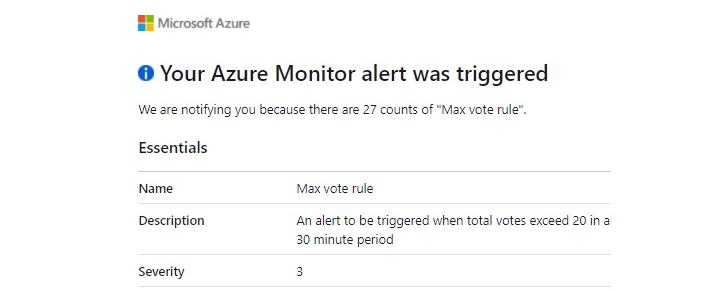 Microsoft Azure
Your Azure Monitor alert was triggered
We are notifying you because there are 27 counts of "Max vote rule".
Essentials
Name Max vote rule
Description An alert to be triggered when total votes exceed 20 in a
30 minute period
Severity 3